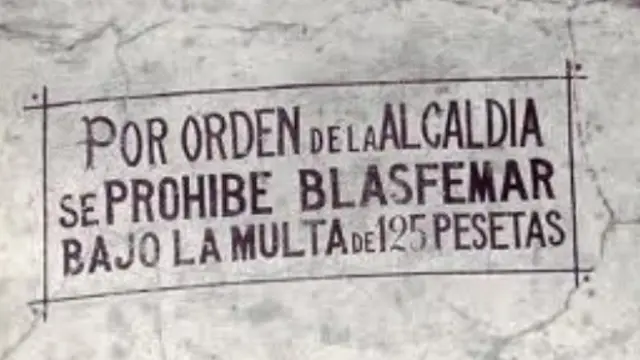 POR ORDEN DE LA ALCALDIA
SE PROHIBE BLASFEMAR
BAJO LA MULTA DE 125 PESETAS